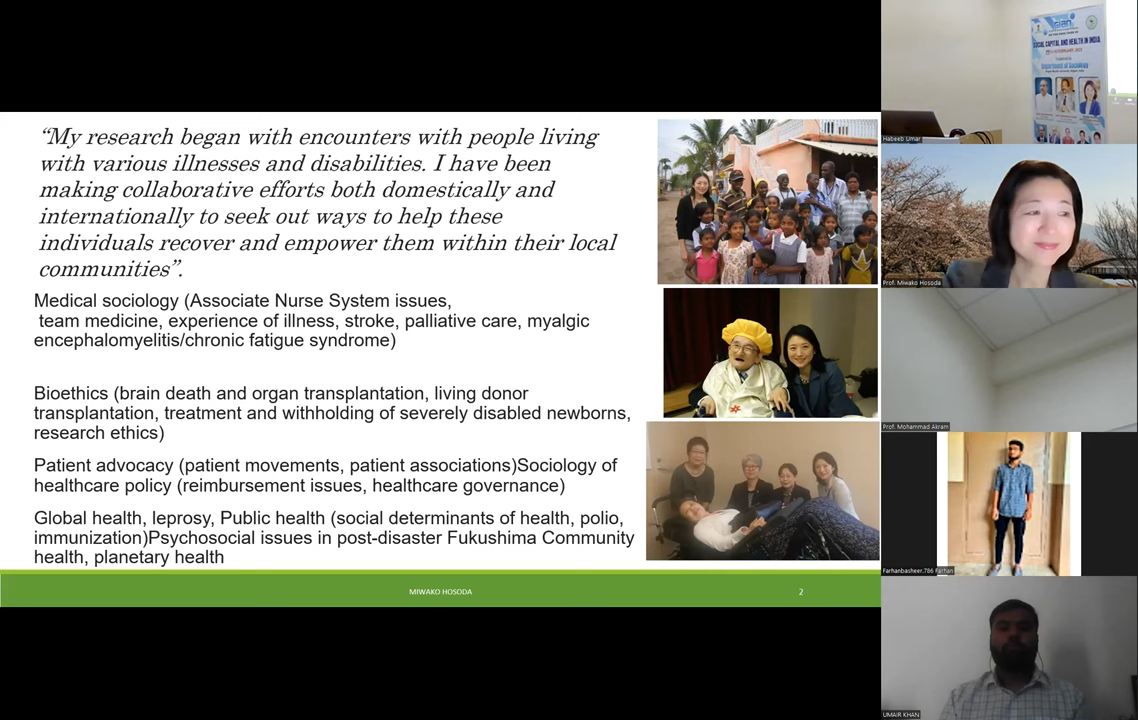 “My research began with encounters with people living
with various illnesses and disabilities. I have been
making collaborative efforts both domestically and
internationally to seek out ways to help these
individuals recover and empower them within their local
communities”.
Medical sociology (Associate Nurse System issues,
team medicine, experience of illness, stroke, palliative care, myalgic
encephalomyelitis/chronic fatigue syndrome)
Bioethics (brain death and organ transplantation, living donor
transplantation, treatment and withholding of severely disabled newborns,
research ethics)
Patient advocacy (patient movements, patient associations)Sociology of
healthcare policy (reimbursement issues, healthcare governance)
Global health, leprosy, Public health (social determinants of health, polio,
immunization)Psychosocial issues in post-disaster Fukushima Community
health, planetary health
MIWAKO HOSODA
2
gian
SOCIAL CAPITAL AND HEALTH IN INDIA
Department of Sociology
Habeeb Umar
Prof. Miwako Hosoda
Prof. Mohammad Akram
Farhanbasheer.786 Farhan
UMAIR KHAN